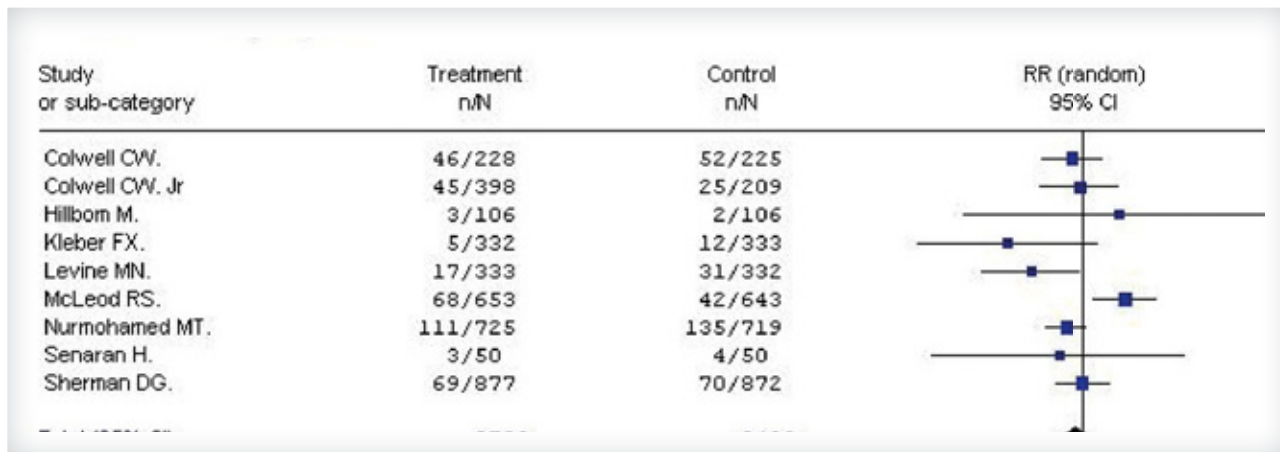 Study Treatment Control RR (random)
or sub-category n/N n/N 95% CI
Colwell CW. 46/228 52/225
Colwell CW. Jr 45/398 25/209
Hillbom M. 3/106 2/106
Kleber FX. 5/332 12/333
Levine MN. 17/333 31/332
McLeod RS. 68/653 42/643
Nurmohamed MT. 111/725 135/719
Senaran H. 3/50 4/50
Sherman DG. 69/877 70/872